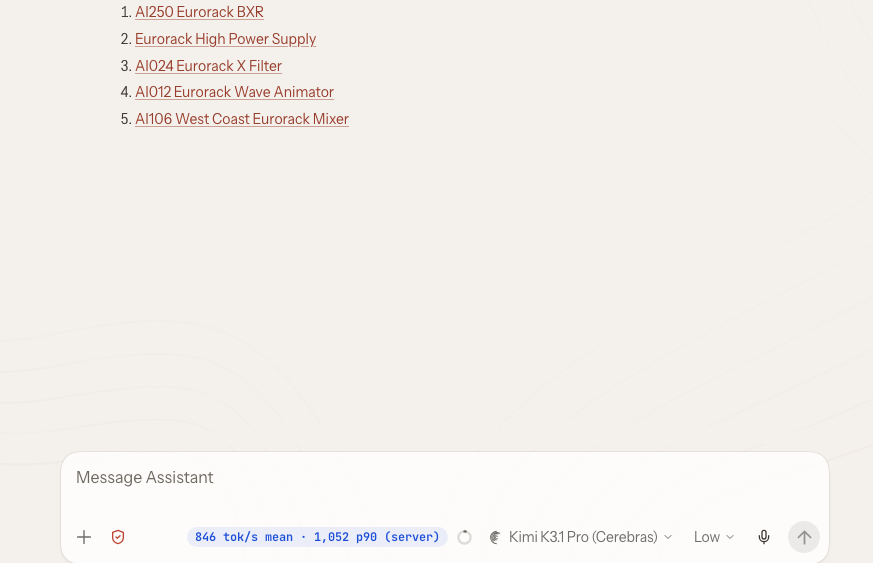 1. AI250 Eurorack BXR
2. Eurorack High Power Supply
3. AI024 Eurorack X Filter
4. AI012 Eurorack Wave Animator
5. AI106 West Coast Eurorack Mixer
Message Assistant
846 tok/s mean · 1,052 p90 (server) Kimi K3.1 Pro (Cerebras) Low